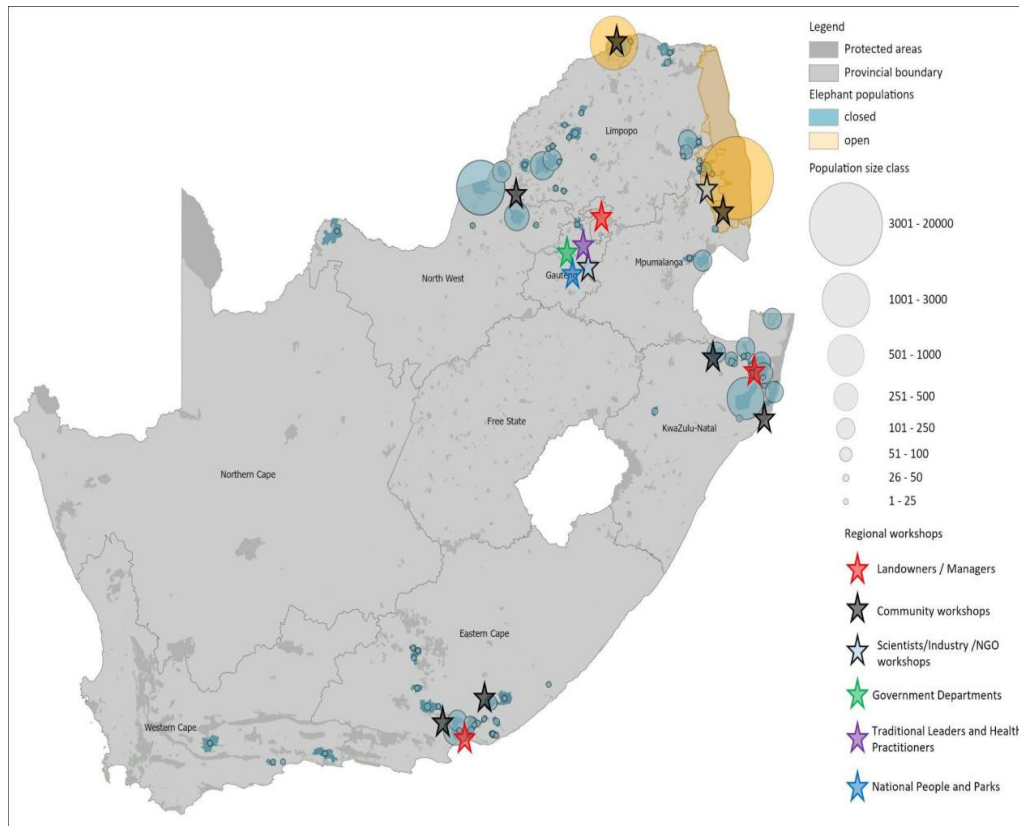 Legend
Protected areas
Provincial boundary
Elephant populations
closed
open
Population size class
3001 - 20000
1001 - 3000
501 - 1000
251 - 500
101 - 250
51 - 100
26 - 50
1 - 25
Regional workshops
Landowners / Managers
Community workshops
Scientists/Industry /NGO
workshops
Government Departments
Traditional Leaders and Health
Practitioners
National People and Parks
Limpopo
North West
Gauteng
Mpumalanga
Free State
KwaZulu-Natal
Northern Cape
Eastern Cape
Western Cape